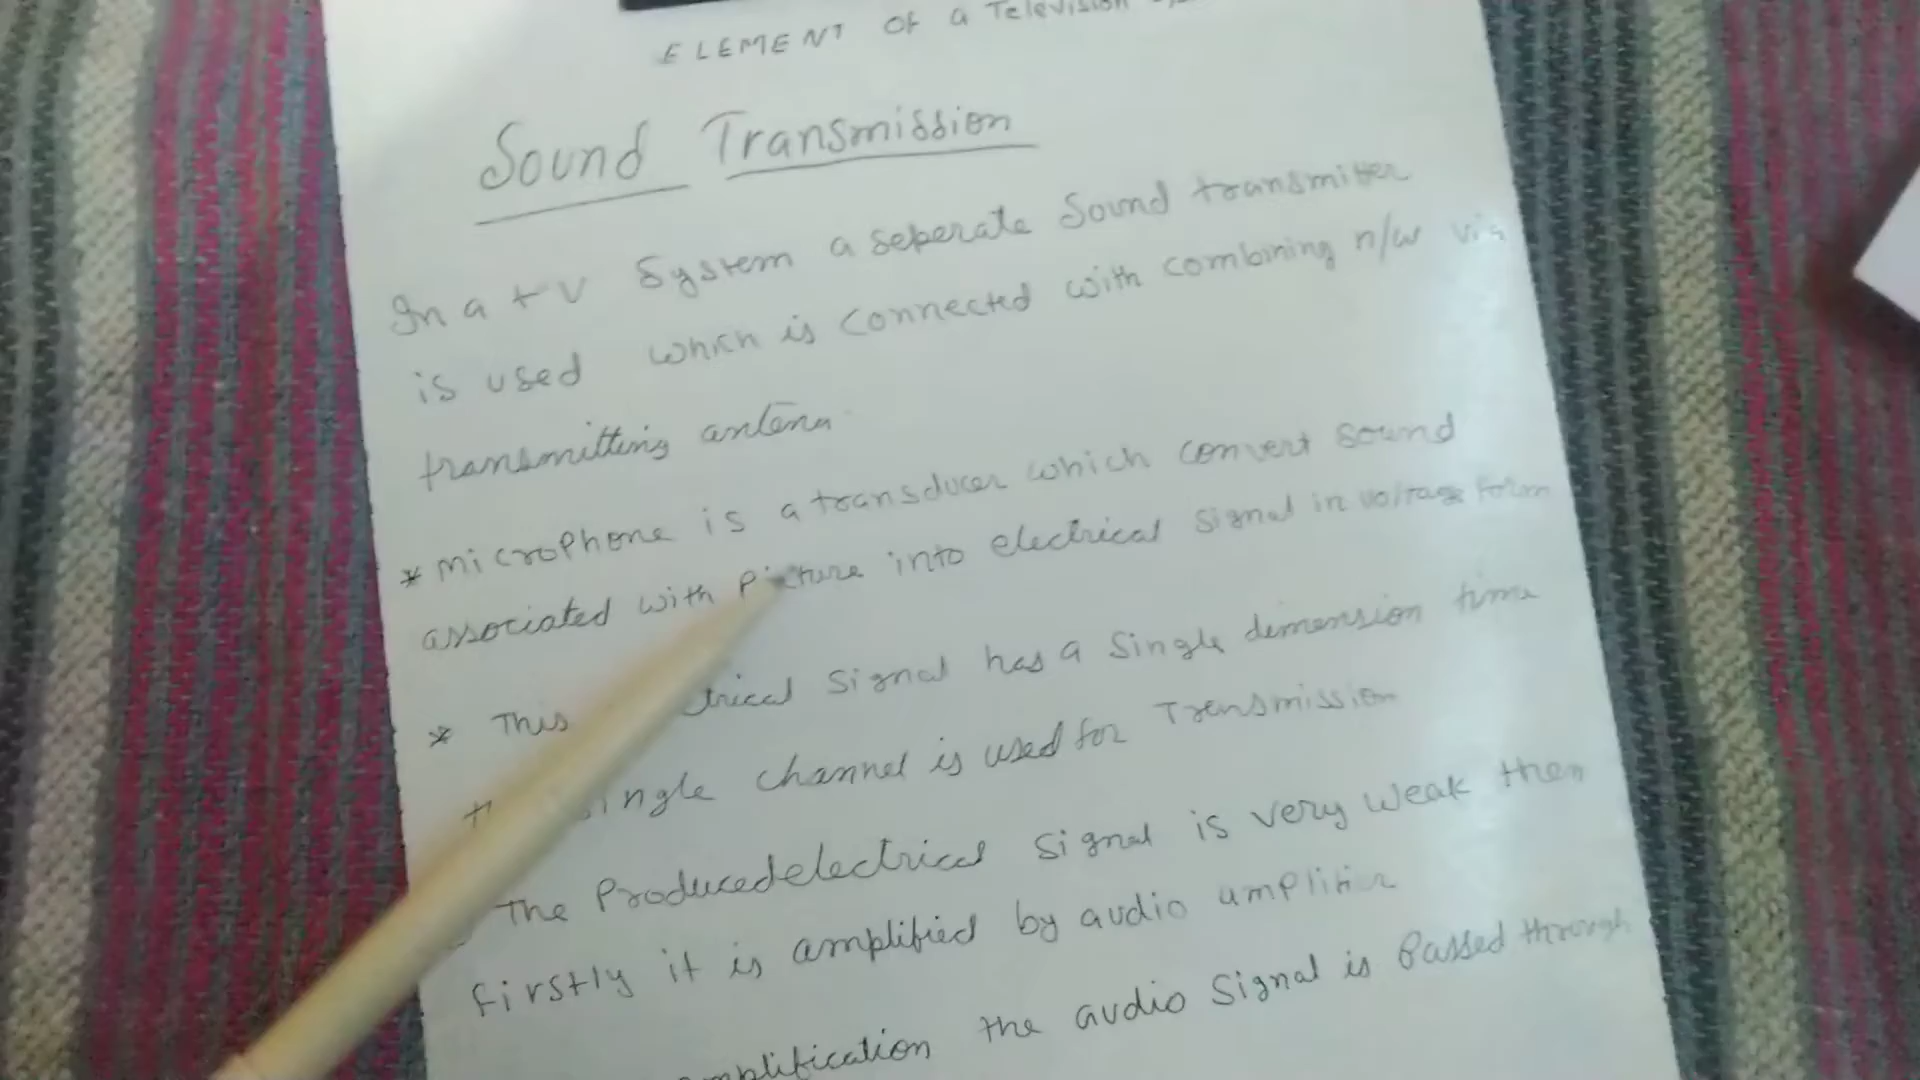 ELEMENT OF a Television
Sound Transmission
In a t v System a seperate Sound transmitter
is used which is connected with combining n/w via
transmitting antena
* microphone is a transducer which convert sound
associated with picture into electrical signal in voltage form
* This trical signal has a single dimension time
single channel is used for Transmission
The Produced electrical signal is very weak then
firstly it is amplified by audio amplifier
mplification the audio signal is Passed through